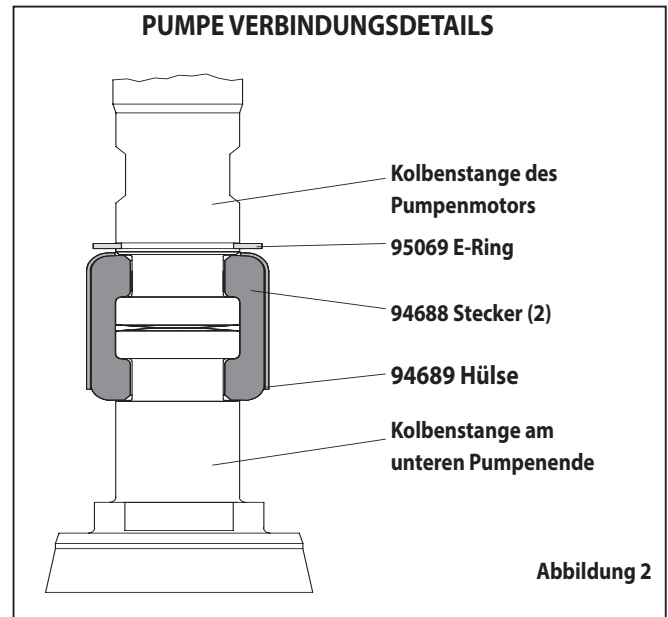 PUMPE VERBINDUNGSDETAILS
Kolbenstange des
Pumpenmotors
95069 E-Ring
94688 Stecker (2)
94689 Hülse
Kolbenstange am
unteren Pumpenende
Abbildung 2